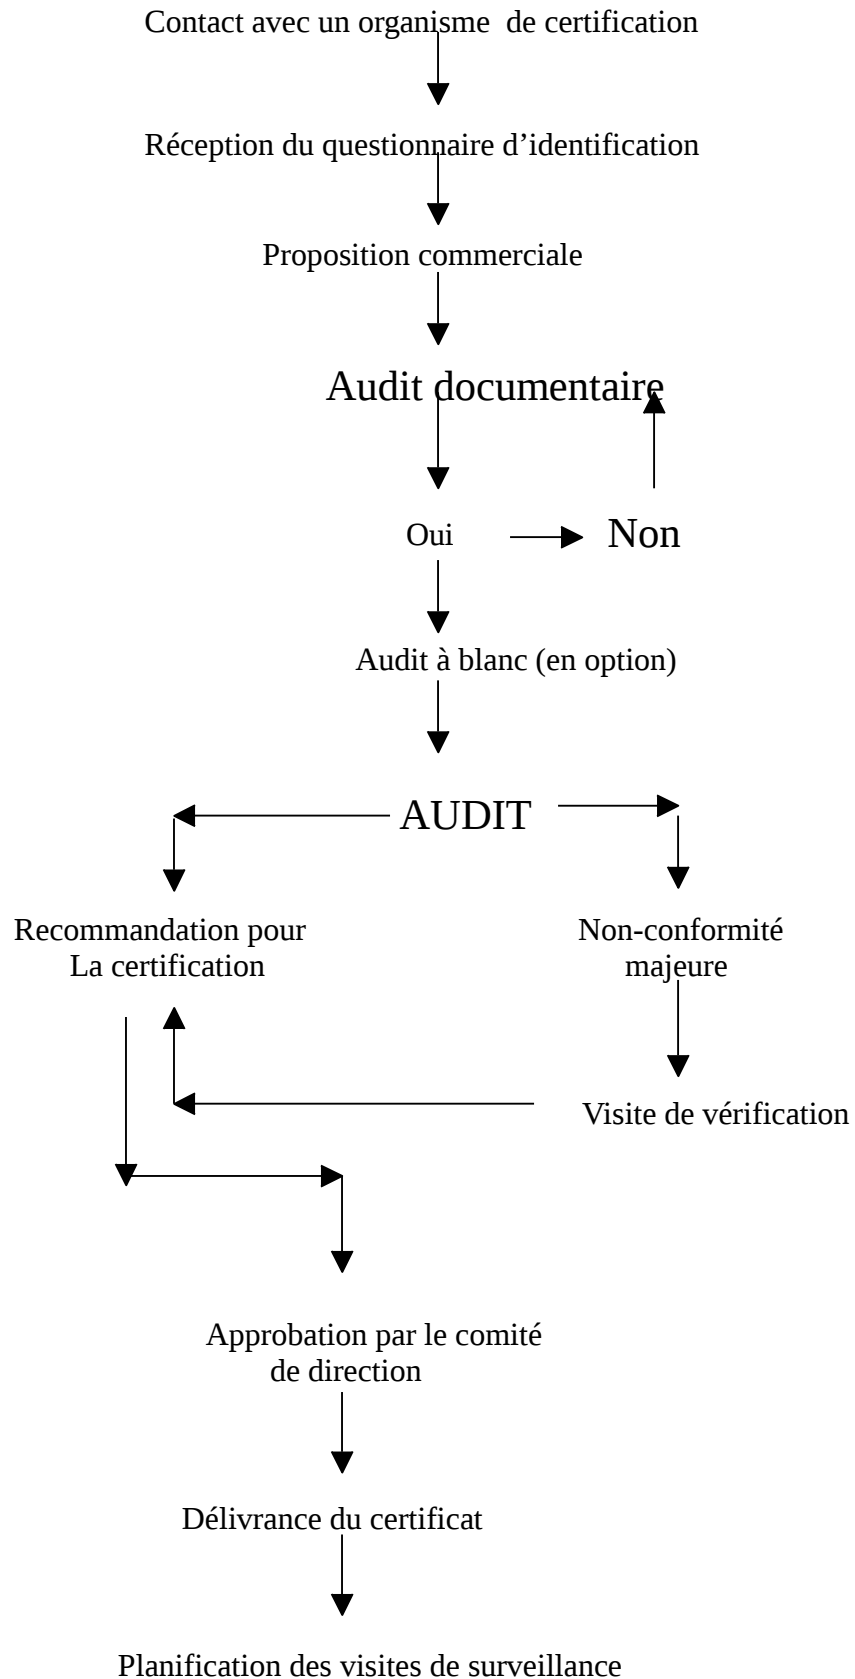 Contact avec un organisme  de certification
Réception du questionnaire d’identification
Proposition commerciale
Audit documentaire
Oui
Non
Audit à blanc (en option)
AUDIT
Recommandation pour
La certification
Non-conformité
majeure
Visite de vérification
Approbation par le comité
de direction
Délivrance du certificat
Planification des visites de surveillance